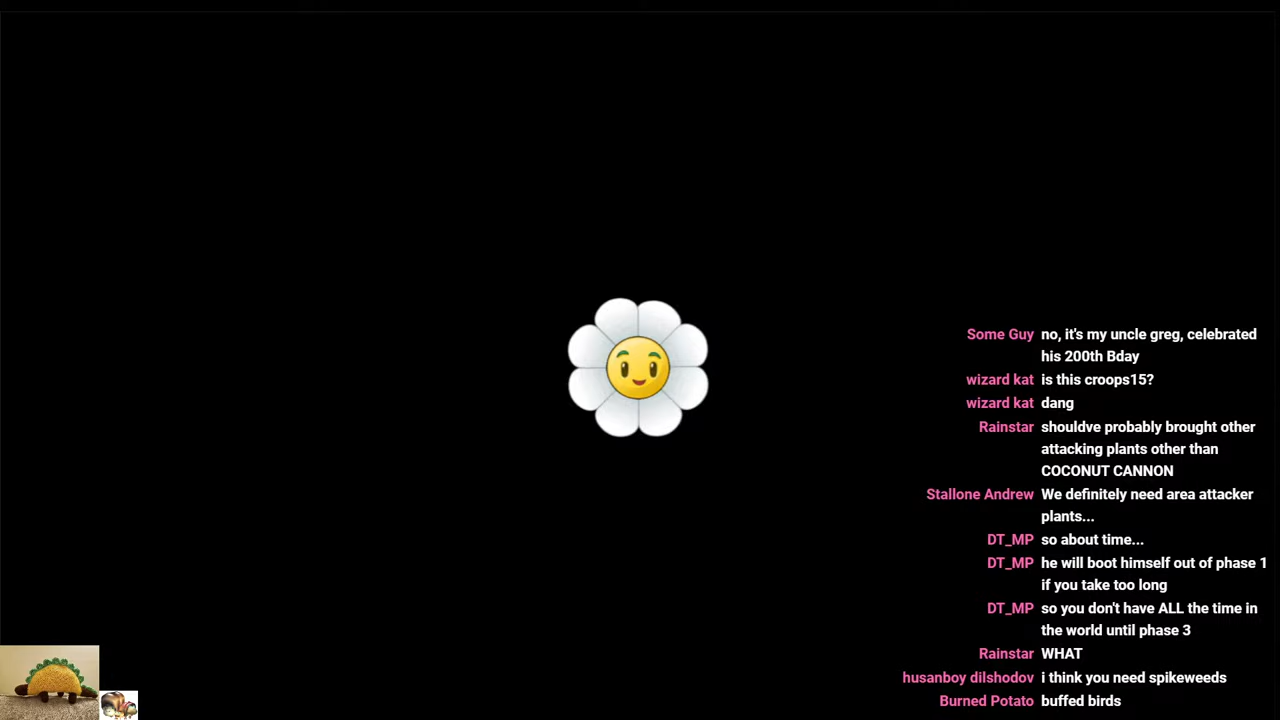 Some Guy no, it's my uncle greg, celebrated
his 200th Bday
wizard kat is this croops15?
wizard kat dang
Rainstar shouldve probably brought other
attacking plants other than
COCONUT CANNON
Stallone Andrew We definitely need area attacker
plants...
DT_MP so about time...
DT_MP he will boot himself out of phase 1
if you take too long
DT_MP so you don't have ALL the time in
the world until phase 3
Rainstar WHAT
husanboy dilshodov i think you need spikeweeds
Burned Potato buffed birds